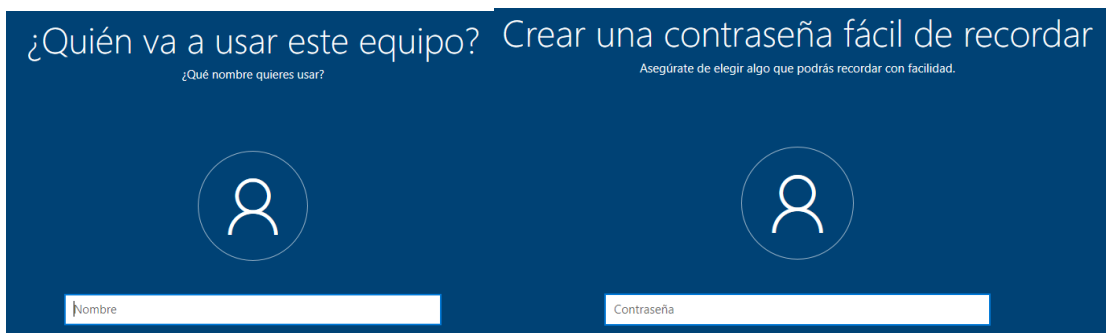 ¿Quién va a usar este equipo?
¿Qué nombre quieres usar?
Nombre
Crear una contraseña fácil de recordar
Asegúrate de elegir algo que podrás recordar con facilidad.
Contraseña